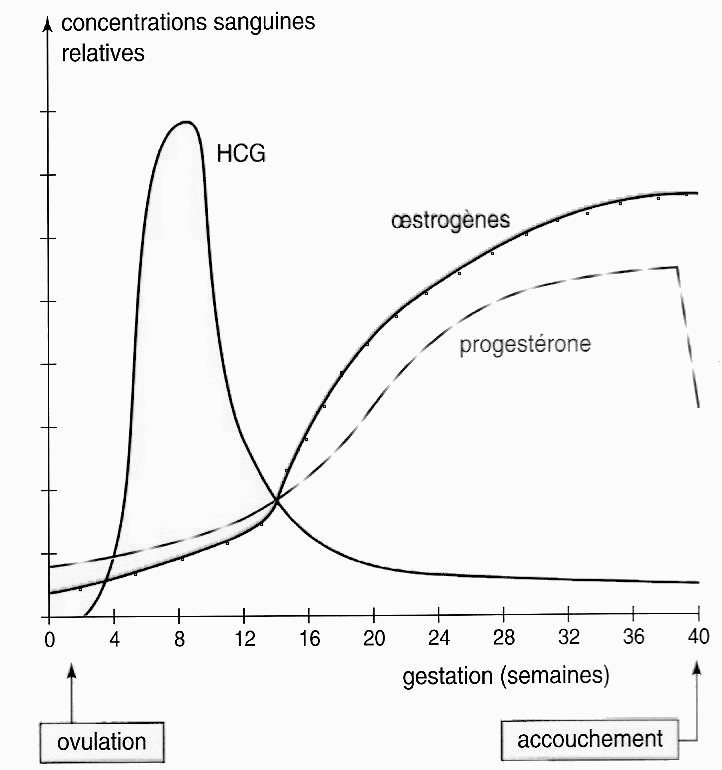 concentrations sanguines
relatives
HCG
œstrogènes
progestérone
0 4 8 12 16 20 24 28 32 36 40
gestation (semaines)
ovulation
accouchement